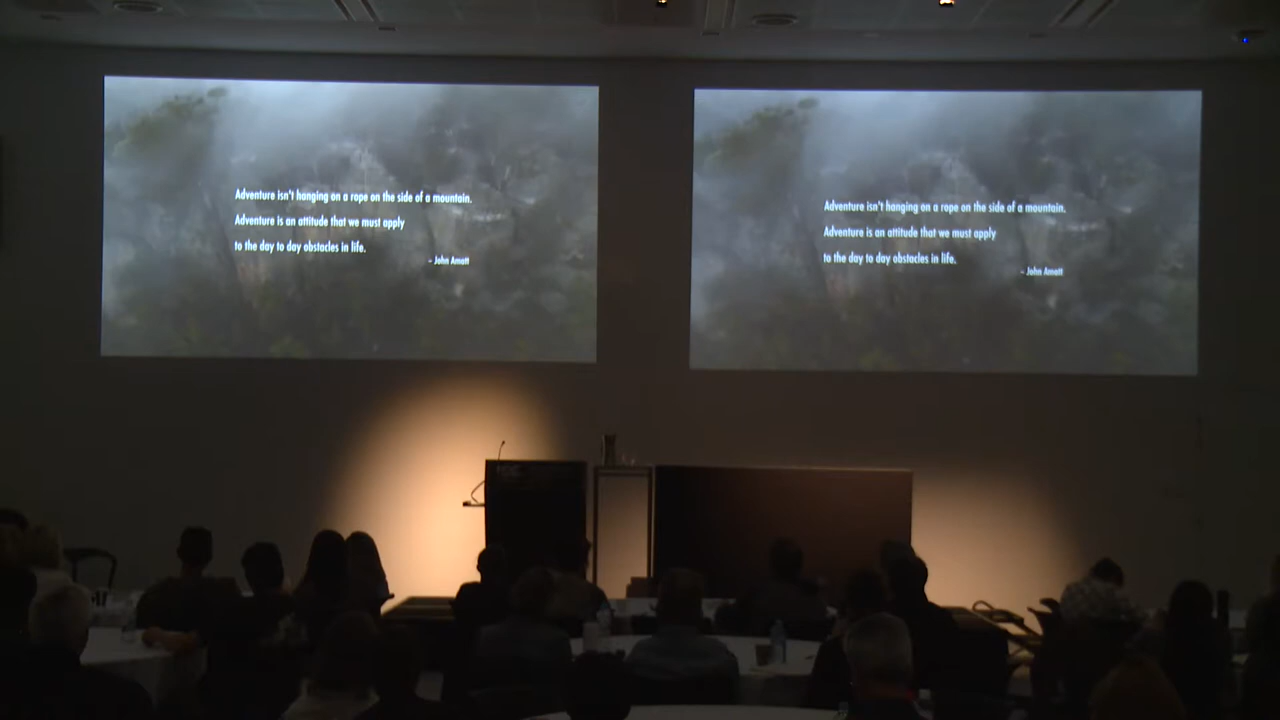 Adventure isn't hanging on a rope on the side of a mountain.
Adventure is an attitude that we must apply
to the day to day obstacles in life.
- John Amatt
Adventure isn't hanging on a rope on the side of a mountain.
Adventure is an attitude that we must apply
to the day to day obstacles in life.
- John Amatt